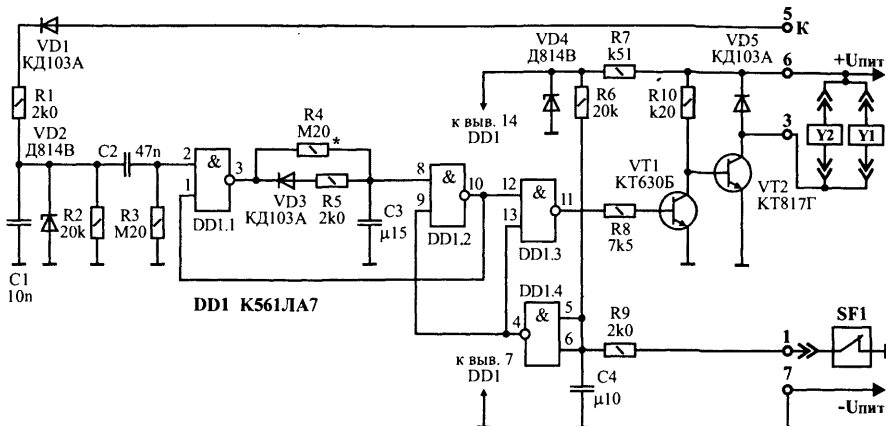 5
К
VD1
КД103А
VD4
Д814В
R7
k51
VD5
КД103А
6
+Uпит
R1
2k0
R6
20k
R10
k20
к выв. 14
DD1
3
Y2
Y1
VD2
Д814В
C2
47n
R4
M20
*
2
&
3
1
DD1.1
VD3
КД103А
R5
2k0
8
&
10
9
DD1.2
12
&
11
13
DD1.3
VT1
КТ630Б
VT2
КТ817Г
R2
20k
R3
M20
C3
µ15
R8
7k5
C1
10n
DD1 К561ЛА7
DD1.4
4
&
5
6
R9
2k0
1
SF1
к выв. 7
DD1
C4
µ10
7
-Uпит